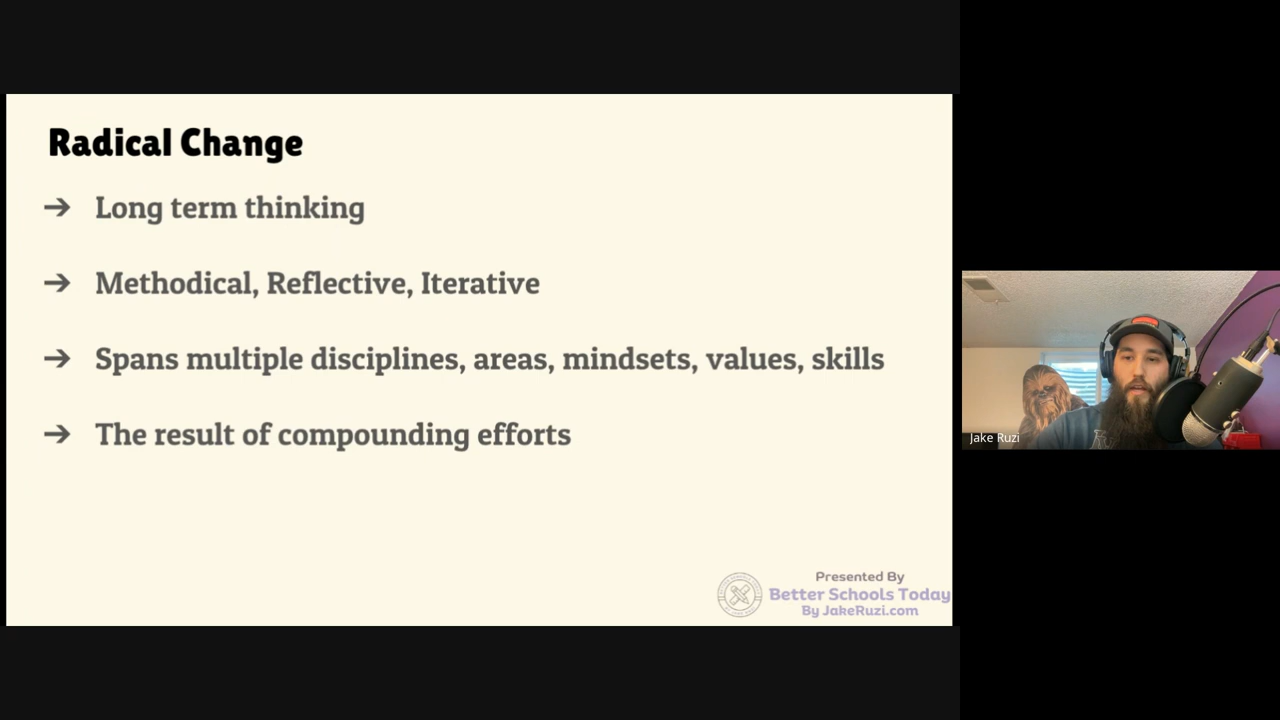 Radical Change
➔ Long term thinking
➔ Methodical, Reflective, Iterative
➔ Spans multiple disciplines, areas, mindsets, values, skills
➔ The result of compounding efforts
Presented By
Better Schools Today
By JakeRuzi.com
Jake Ruzi